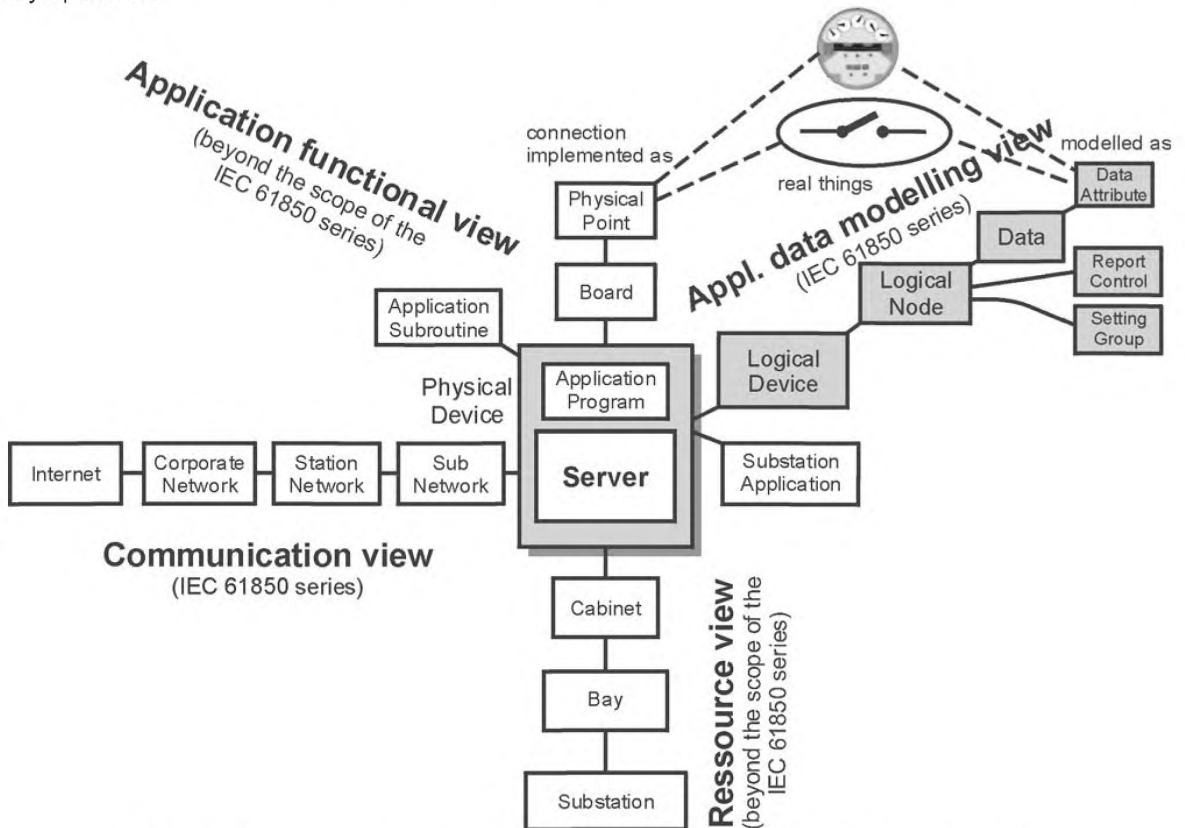 Application functional view
(beyond the scope of the
IEC 61850 series)
connection
implemented as
real things
modelled as
Data
Attribute
Physical
Point
Appl. data modelling view
(IEC 61850 series)
Data
Report
Control
Logical
Node
Setting
Group
Board
Application
Subroutine
Logical
Device
Physical
Device
Application
Program
Server
Internet
Corporate
Network
Station
Network
Sub
Network
Substation
Application
Communication view
(IEC 61850 series)
Cabinet
Bay
Substation
Ressource view
(beyond the scope of the
IEC 61850 series)